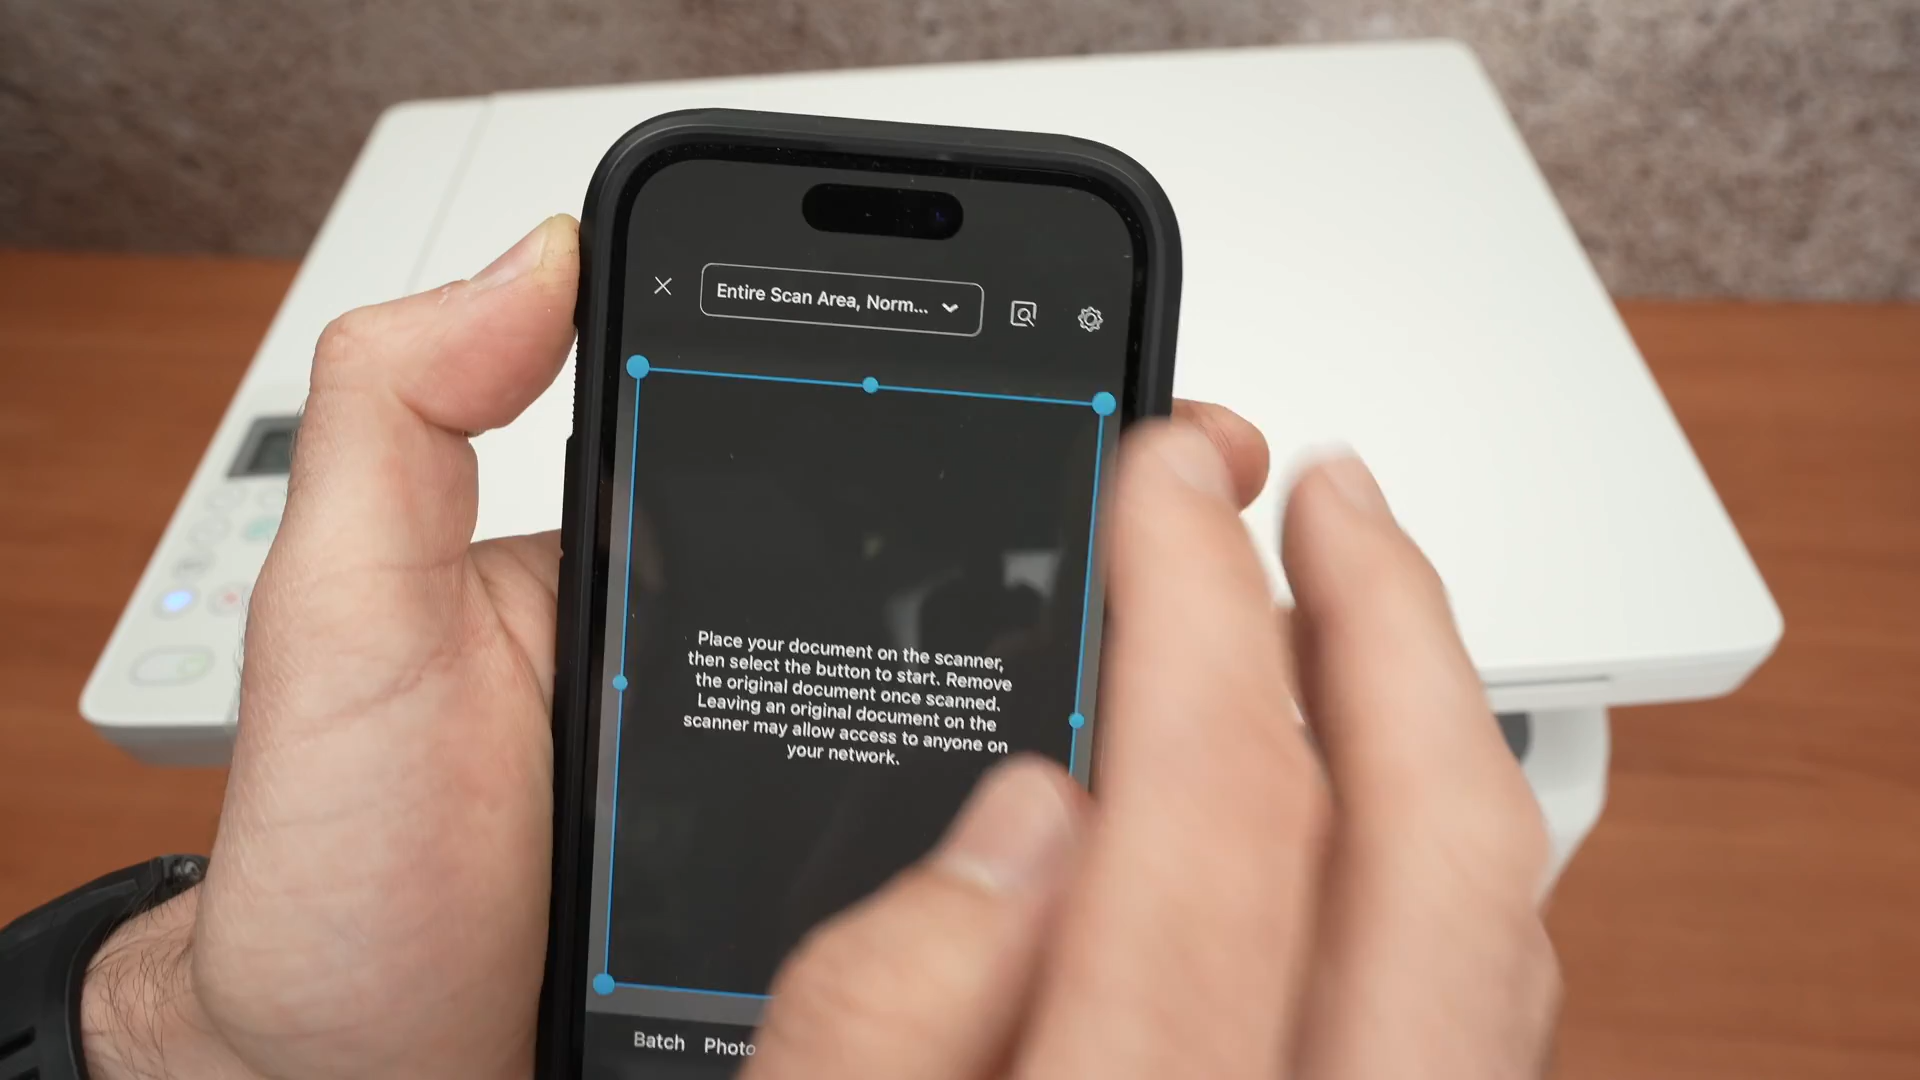 Entire Scan Area, Norm...
Place your document on the scanner,
then select the button to start. Remove
the original document once scanned.
Leaving an original document on the
scanner may allow access to anyone on
your network.
Batch Photo